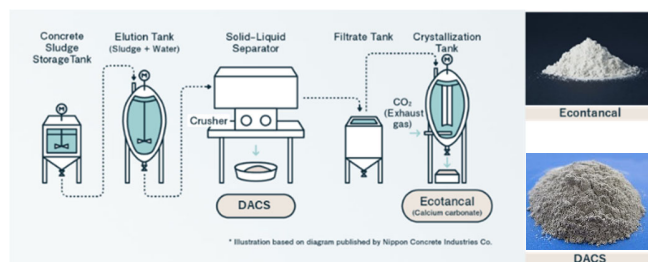 Concrete
Sludge
StorageTank
Elution Tank
(Sludge + Water)
Solid-Liquid
Separator
Filtrate Tank
Crystallization
Tank
M
M
M
Crusher
CO₂
(Exhaust
gas)
DACS
Ecotancal
(Calcium carbonate)
* Illustration based on diagram published by Nippon Concrete Industries Co.
Econtancal
DACS